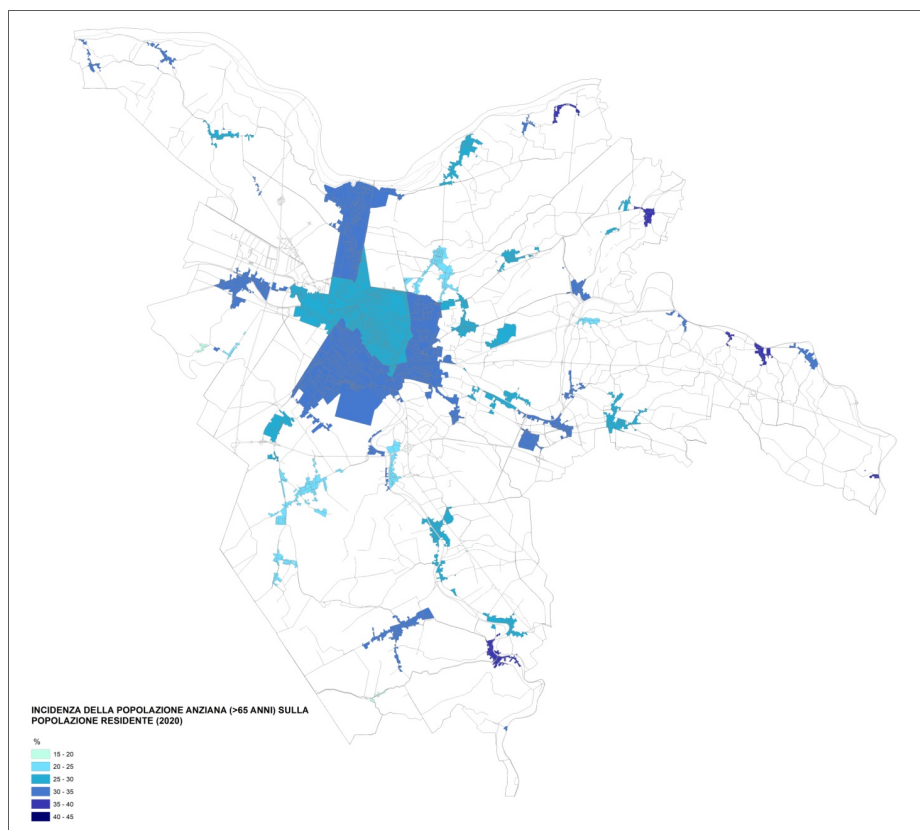 INCIDENZA DELLA POPOLAZIONE ANZIANA (>65 ANNI) SULLA
POPOLAZIONE RESIDENTE (2020)
%
15 - 20
20 - 25
25 - 30
30 - 35
35 - 40
40 - 45